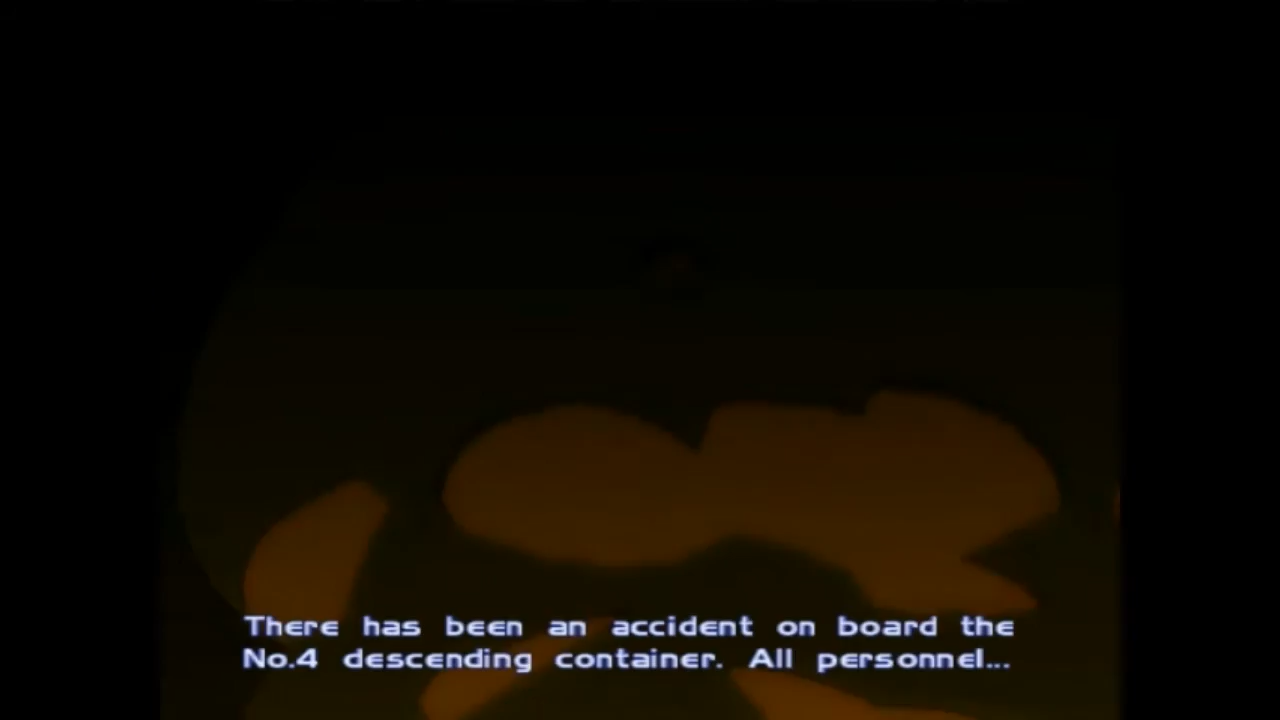 There has been an accident on board the
No.4 descending container. All personnel...